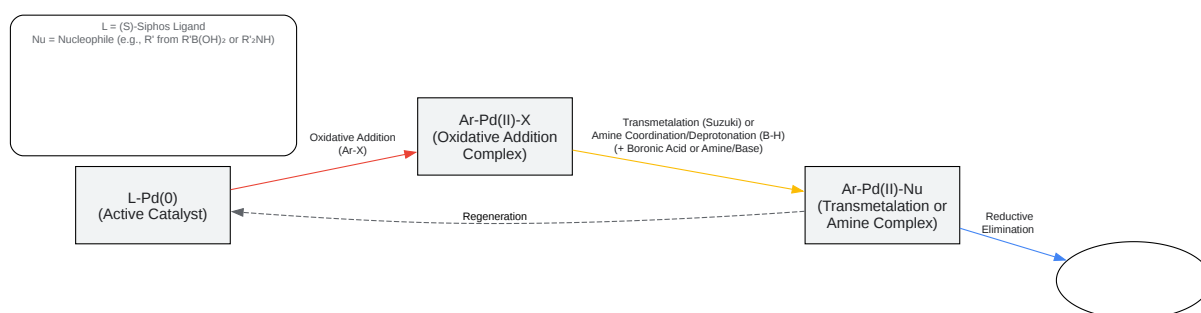 L = (S)-Siphos Ligand
Nu = Nucleophile (e.g., R' from R'B(OH)₂ or R'₂NH)
Ar-Pd(II)-X
(Oxidative Addition
Complex)
Oxidative Addition
(Ar-X)
Transmetalation (Suzuki) or
Amine Coordination/Deprotonation (B-H)
(+ Boronic Acid or Amine/Base)
L-Pd(0)
(Active Catalyst)
Regeneration
Ar-Pd(II)-Nu
(Transmetalation or
Amine Complex)
Reductive
Elimination